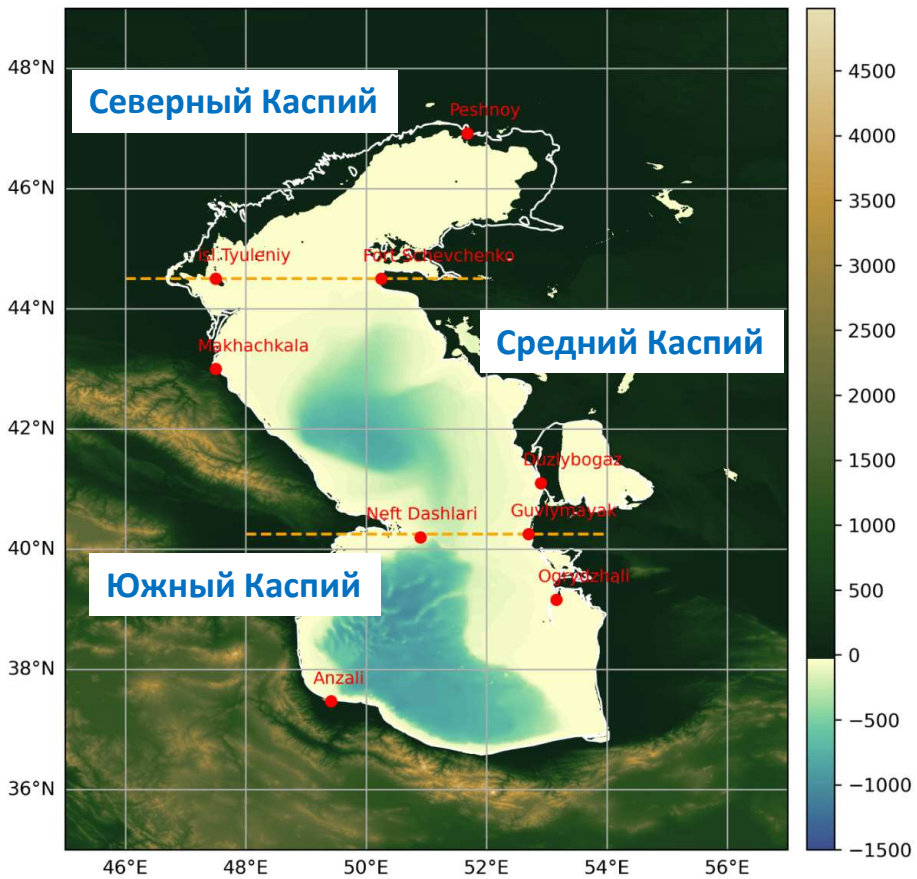 48°N
46°N
44°N
42°N
40°N
38°N
36°N
Северный Каспий
Peshnoy
Isl.Tyuleniy
Fort Schevchenko
Средний Каспий
Makhachkala
Duzlybogaz
Neft Dashlari
Guvlymayak
Южный Каспий
Ogrydzhali
Anzali
46°E
48°E
50°E
52°E
54°E
56°E
4500
4000
3500
3000
2500
2000
1500
1000
500
0
−500
−1000
−1500